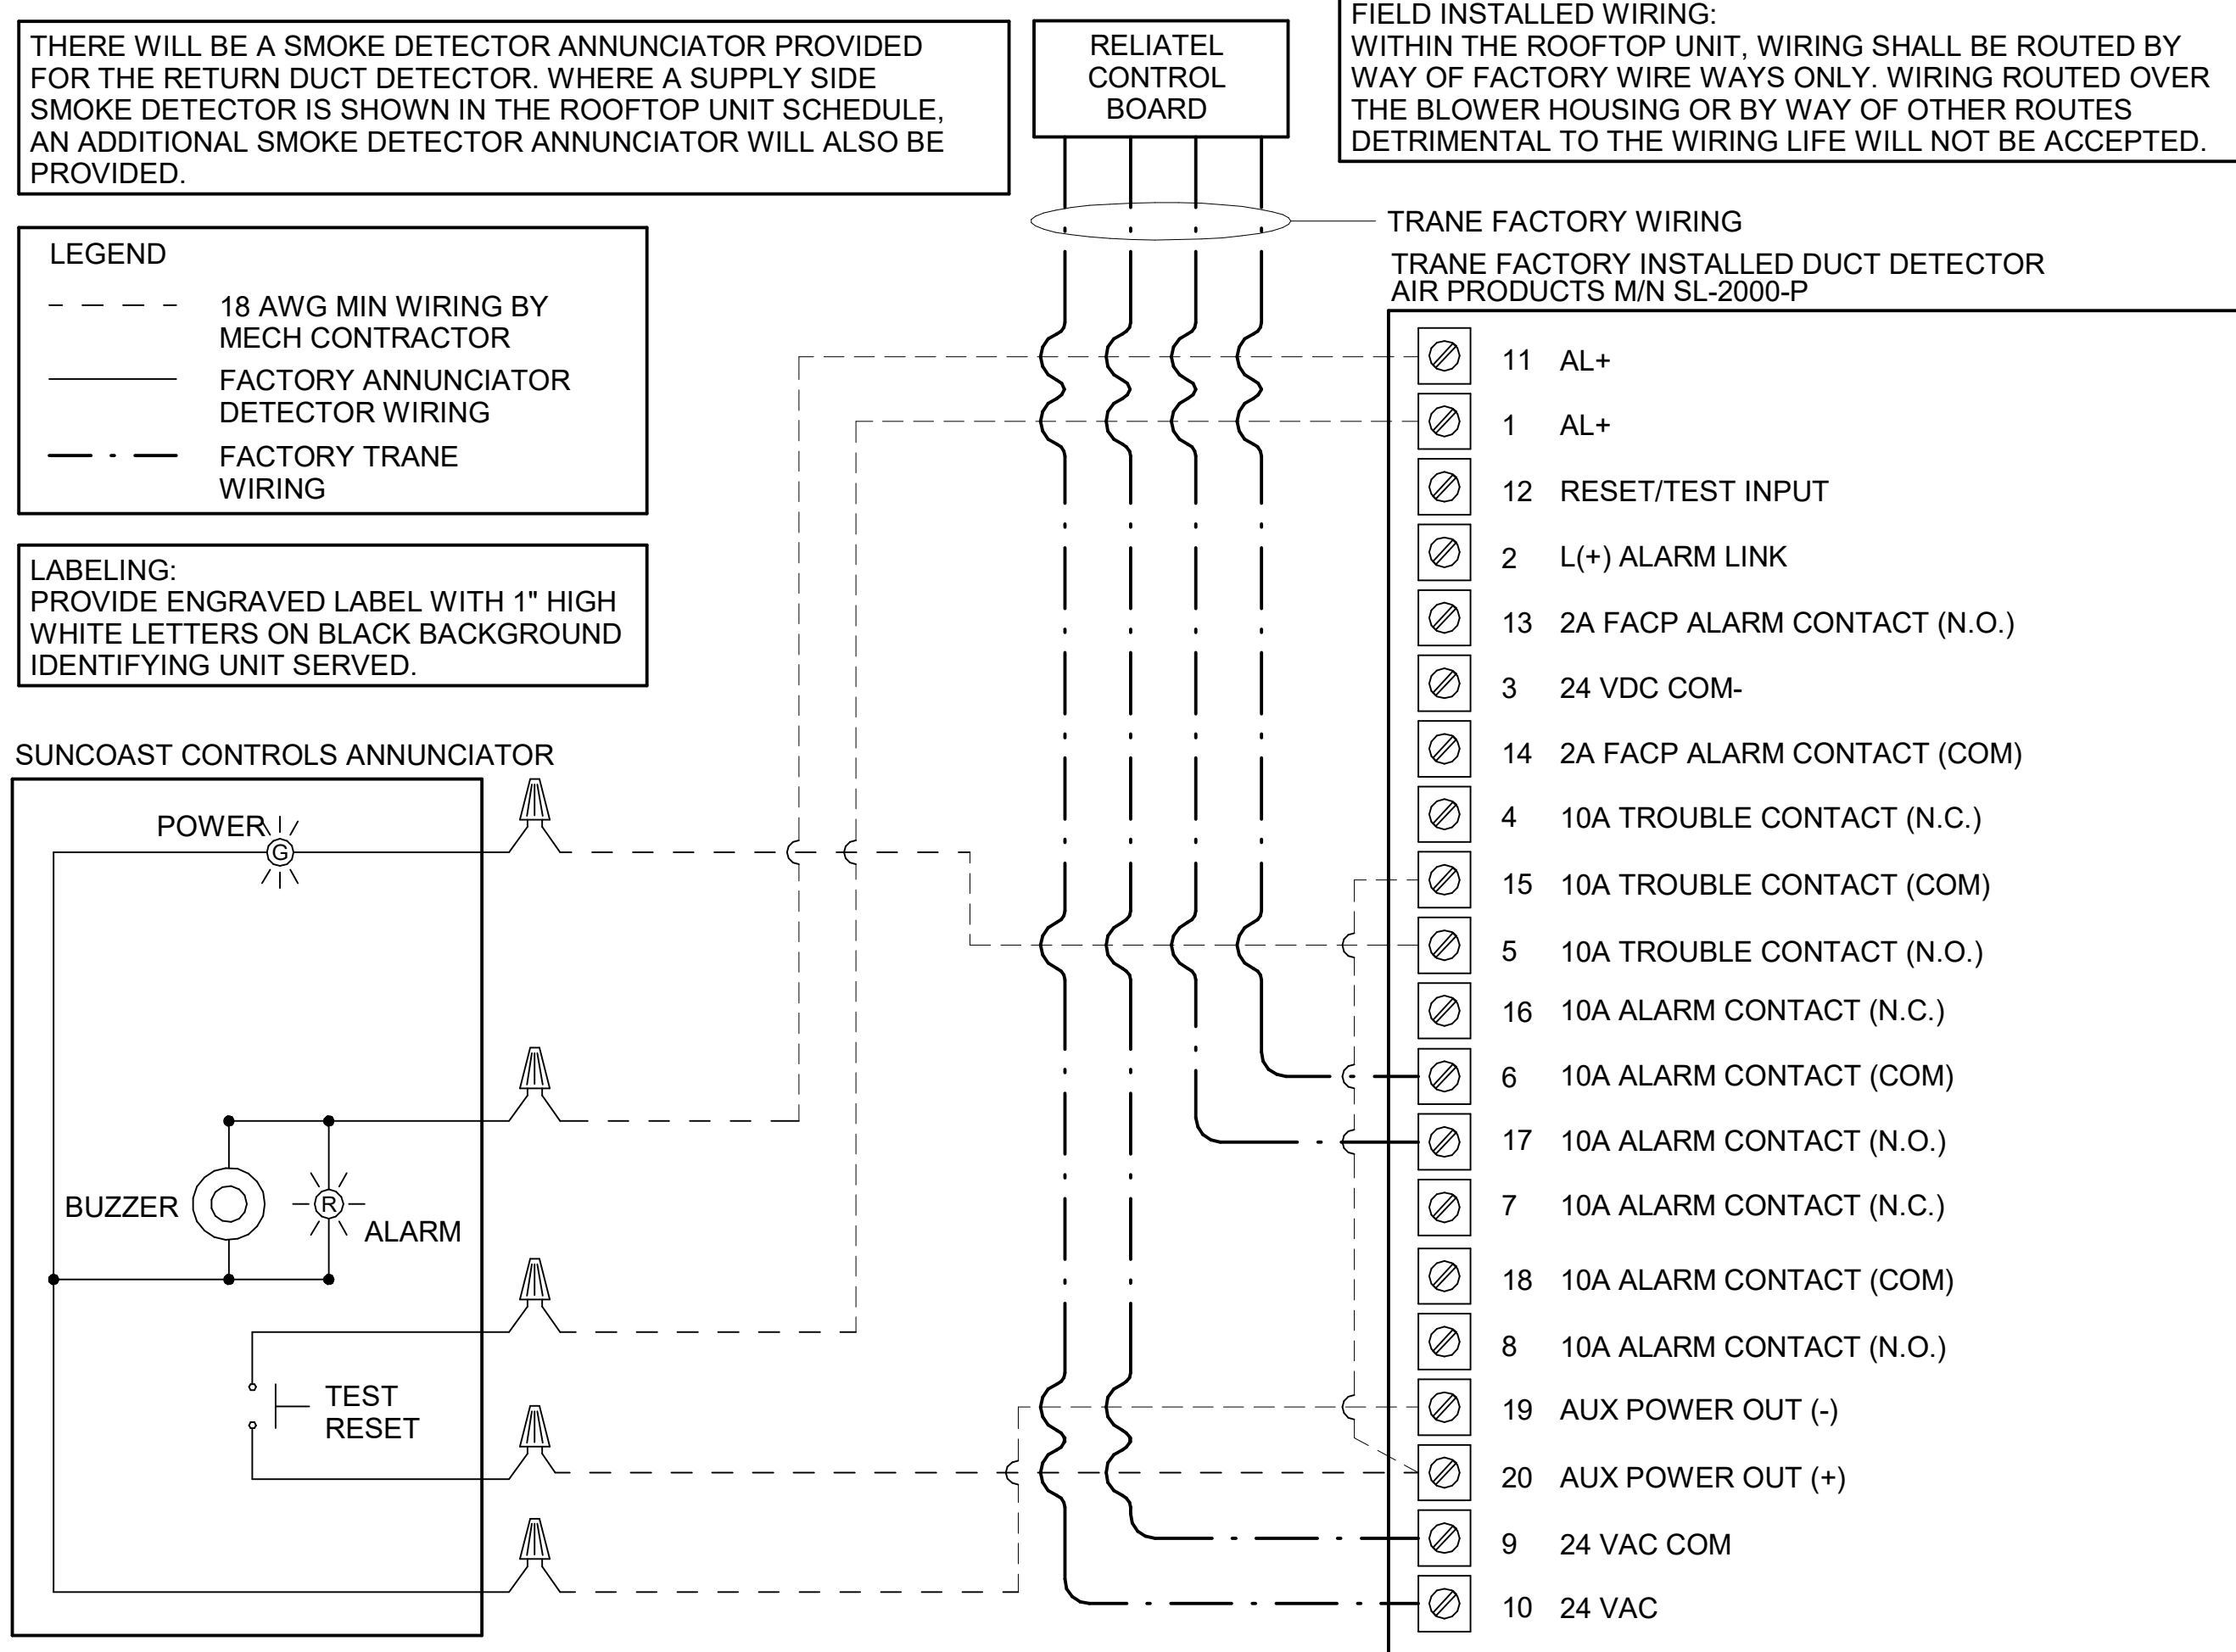 THERE WILL BE A SMOKE DETECTOR ANNUNCIATOR PROVIDED
FOR THE RETURN DUCT DETECTOR. WHERE A SUPPLY SIDE
SMOKE DETECTOR IS SHOWN IN THE ROOFTOP UNIT SCHEDULE,
AN ADDITIONAL SMOKE DETECTOR ANNUNCIATOR WILL ALSO BE
PROVIDED.
RELIATEL
CONTROL
BOARD
FIELD INSTALLED WIRING:
WITHIN THE ROOFTOP UNIT, WIRING SHALL BE ROUTED BY
WAY OF FACTORY WIRE WAYS ONLY. WIRING ROUTED OVER
THE BLOWER HOUSING OR BY WAY OF OTHER ROUTES
DETRIMENTAL TO THE WIRING LIFE WILL NOT BE ACCEPTED.
TRANE FACTORY WIRING
LEGEND
18 AWG MIN WIRING BY
MECH CONTRACTOR
FACTORY ANNUNCIATOR
DETECTOR WIRING
FACTORY TRANE
WIRING
LABELING:
PROVIDE ENGRAVED LABEL WITH 1" HIGH
WHITE LETTERS ON BLACK BACKGROUND
IDENTIFYING UNIT SERVED.
SUNCOAST CONTROLS ANNUNCIATOR
POWER
G
BUZZER
R
ALARM
TEST
RESET
TRANE FACTORY INSTALLED DUCT DETECTOR
AIR PRODUCTS M/N SL-2000-P
11 AL+
1 AL+
12 RESET/TEST INPUT
2 L(+) ALARM LINK
13 2A FACP ALARM CONTACT (N.O.)
3 24 VDC COM-
14 2A FACP ALARM CONTACT (COM)
4 10A TROUBLE CONTACT (N.C.)
15 10A TROUBLE CONTACT (COM)
5 10A TROUBLE CONTACT (N.O.)
16 10A ALARM CONTACT (N.C.)
6 10A ALARM CONTACT (COM)
17 10A ALARM CONTACT (N.O.)
7 10A ALARM CONTACT (N.C.)
18 10A ALARM CONTACT (COM)
8 10A ALARM CONTACT (N.O.)
19 AUX POWER OUT (-)
20 AUX POWER OUT (+)
9 24 VAC COM
10 24 VAC